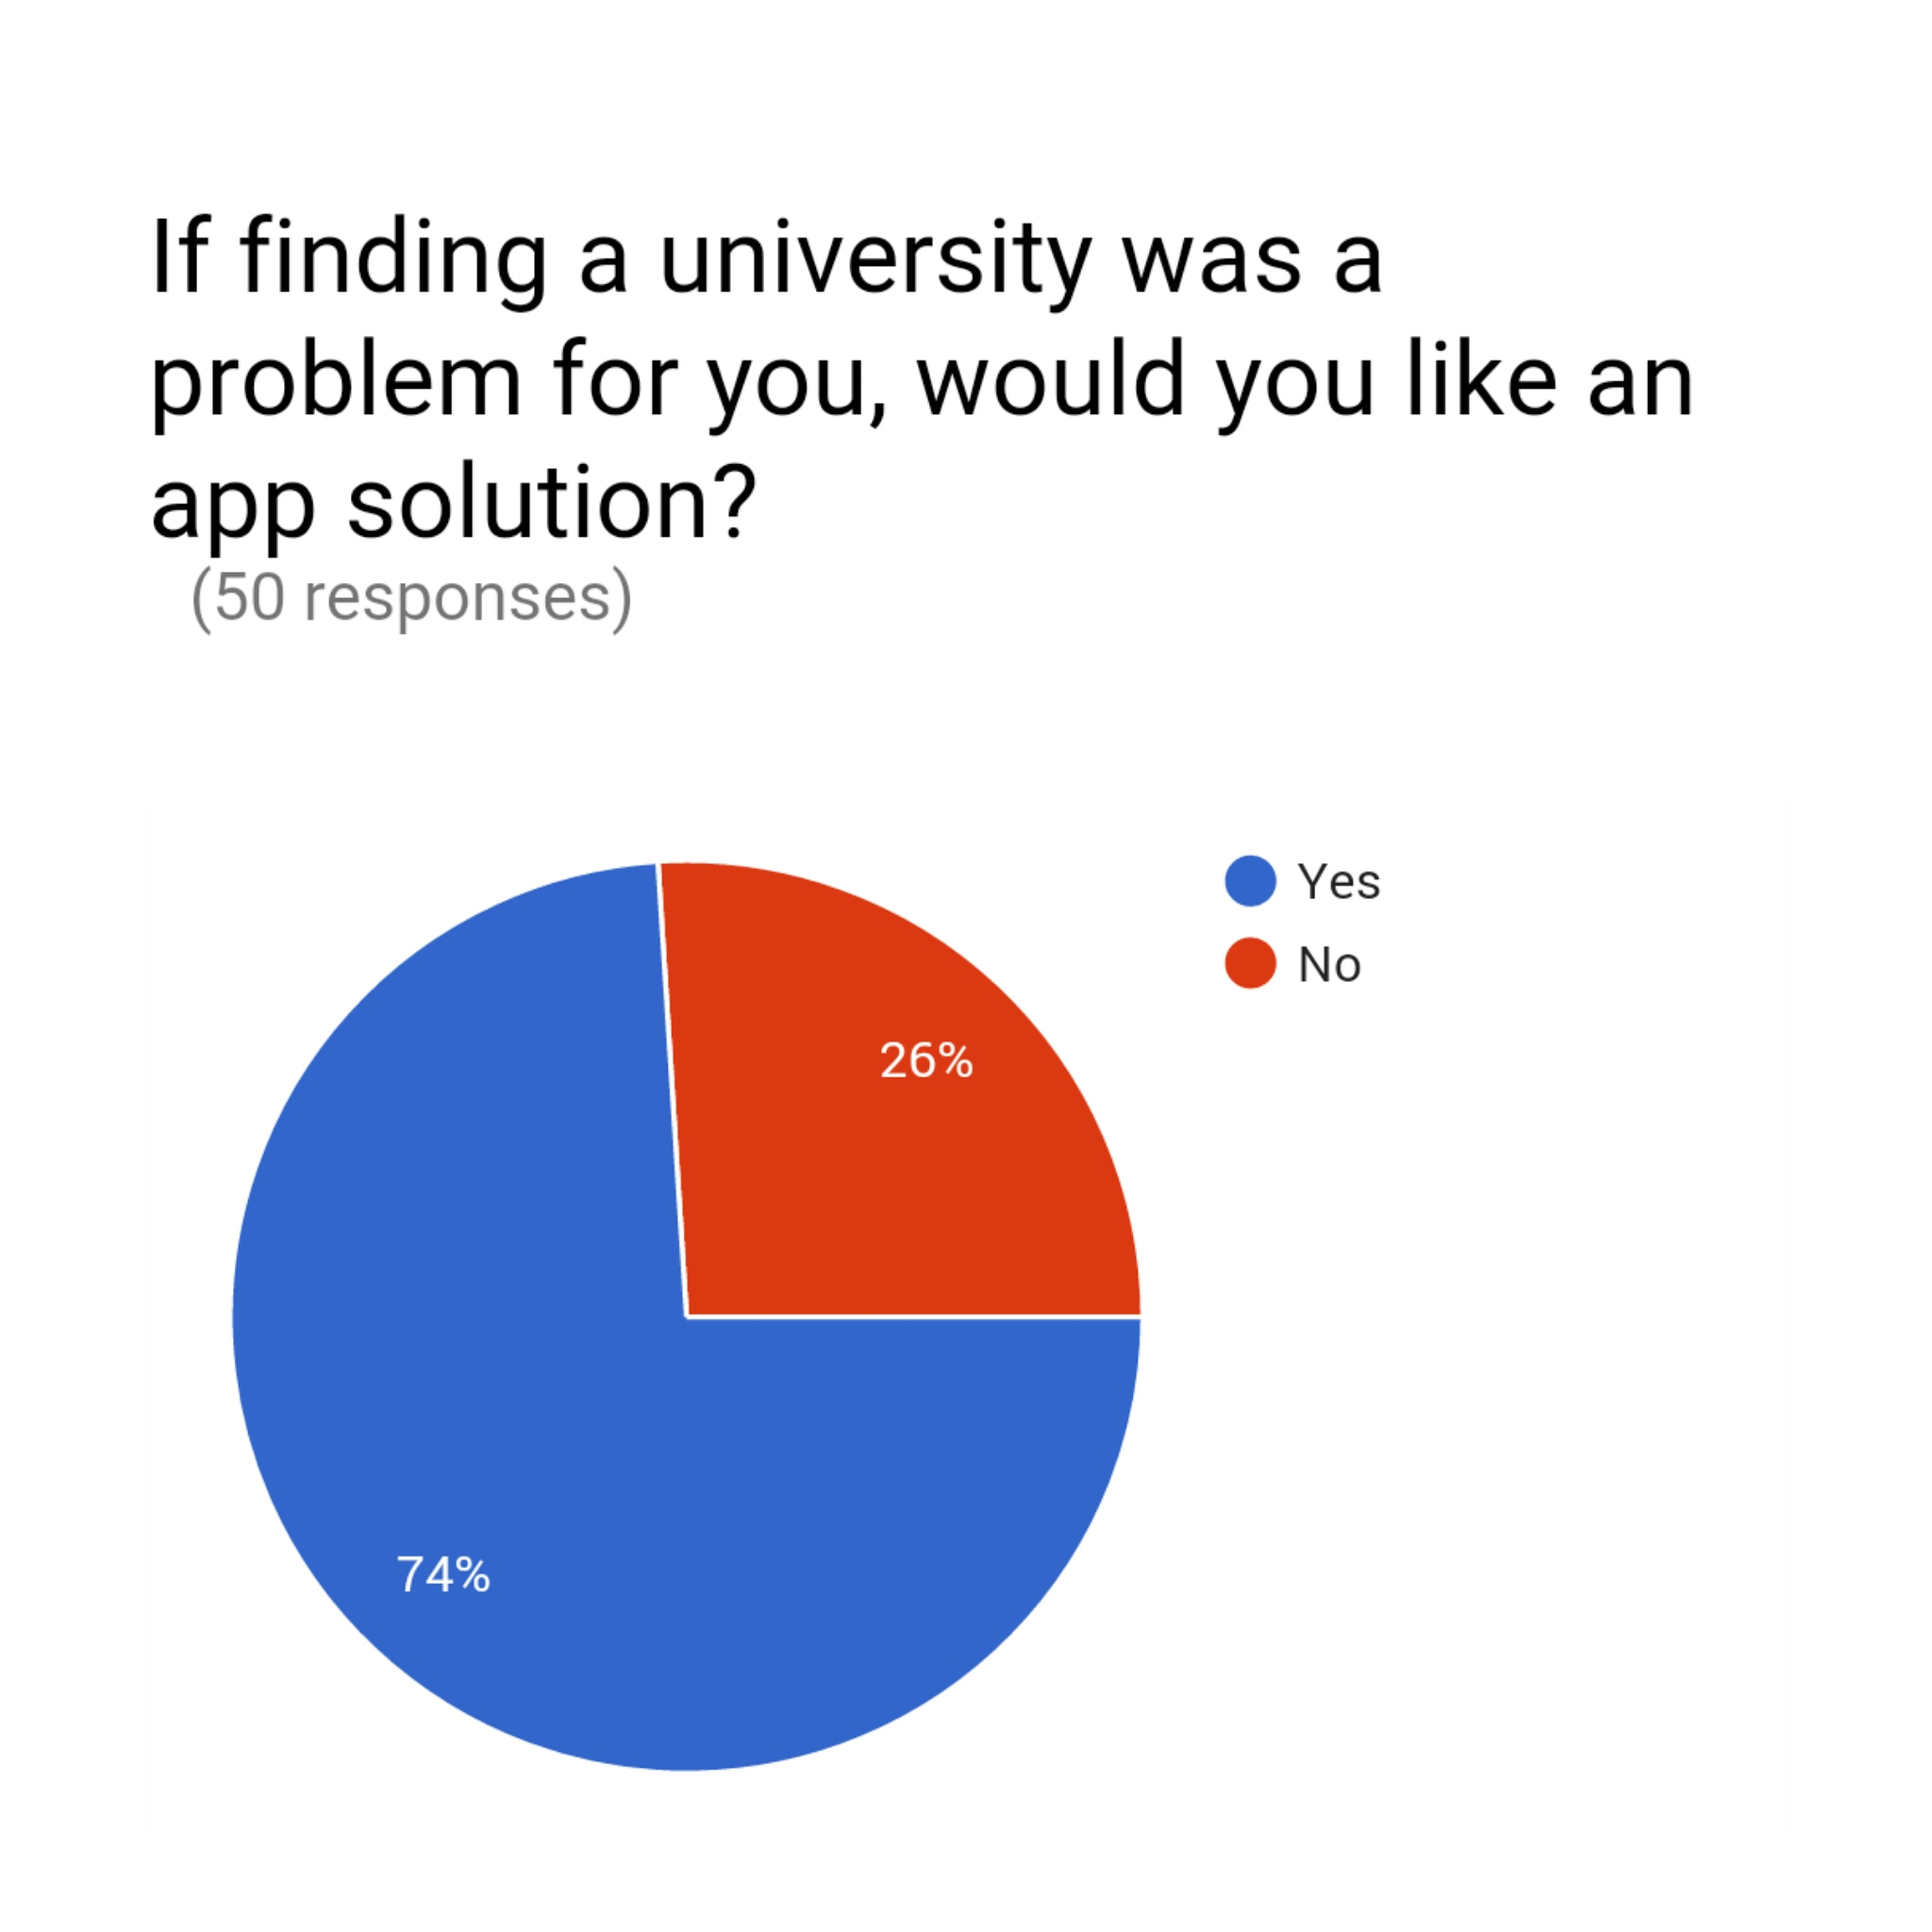 If finding a university was a
problem for you, would you like an
app solution?
(50 responses)
Yes
No
26%
74%